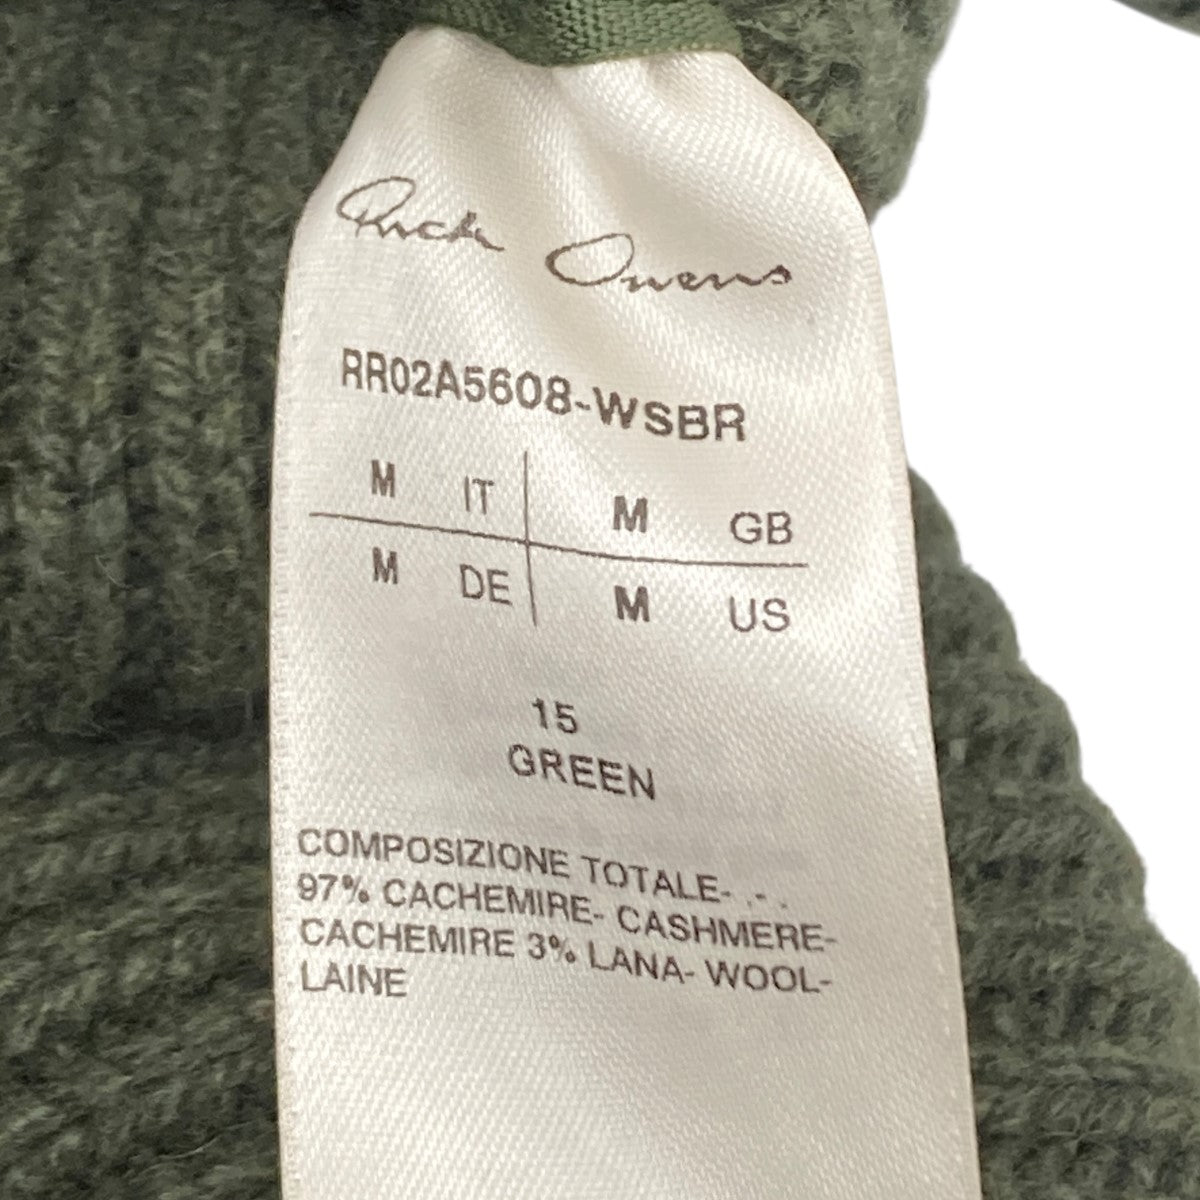 Rick Owens
RR02A5608-WSBR
M IT M GB
M DE M US
15
GREEN
COMPOSIZIONE TOTALE- .- .
97% CACHEMIRE- CASHMERE-
CACHEMIRE 3% LANA- WOOL-
LAINE